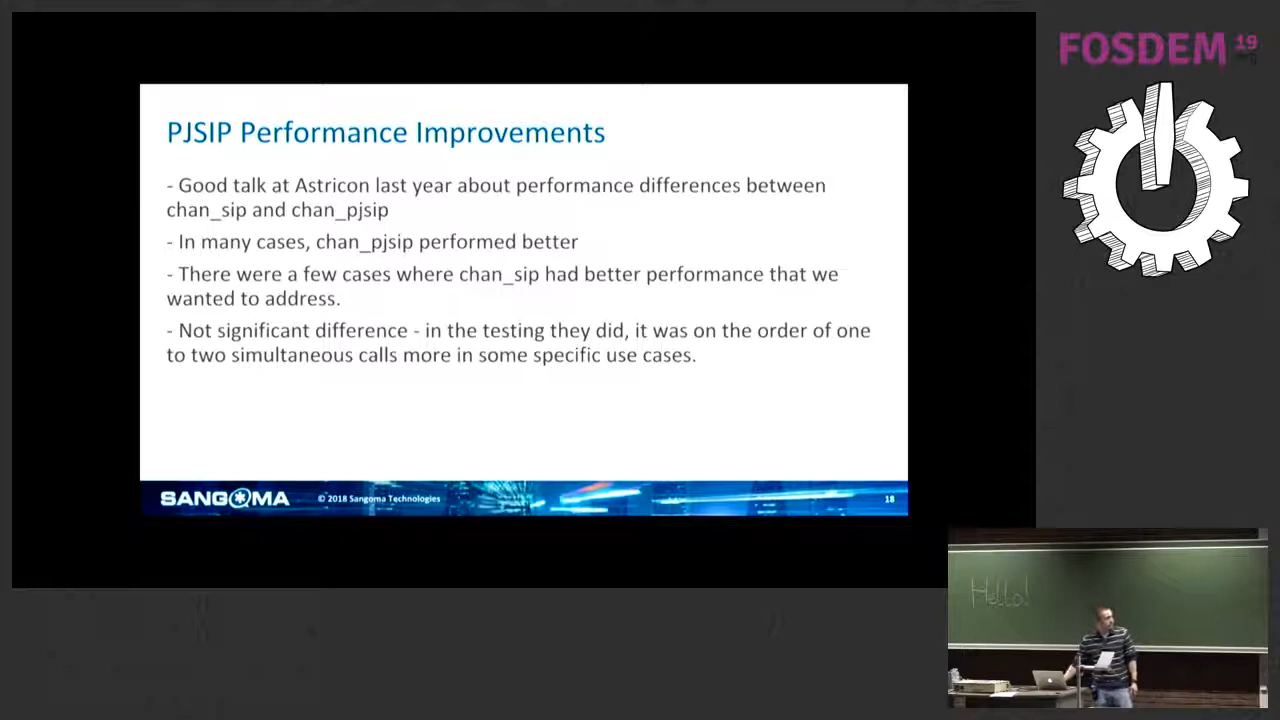 FOSDEM 19
PJSIP Performance Improvements
- Good talk at Astricon last year about performance differences between
chan_sip and chan_pjsip
- In many cases, chan_pjsip performed better
- There were a few cases where chan_sip had better performance that we
wanted to address.
- Not significant difference - in the testing they did, it was on the order of one
to two simultaneous calls more in some specific use cases.
SANGOMA
© 2018 Sangoma Technologies
18
Hello!